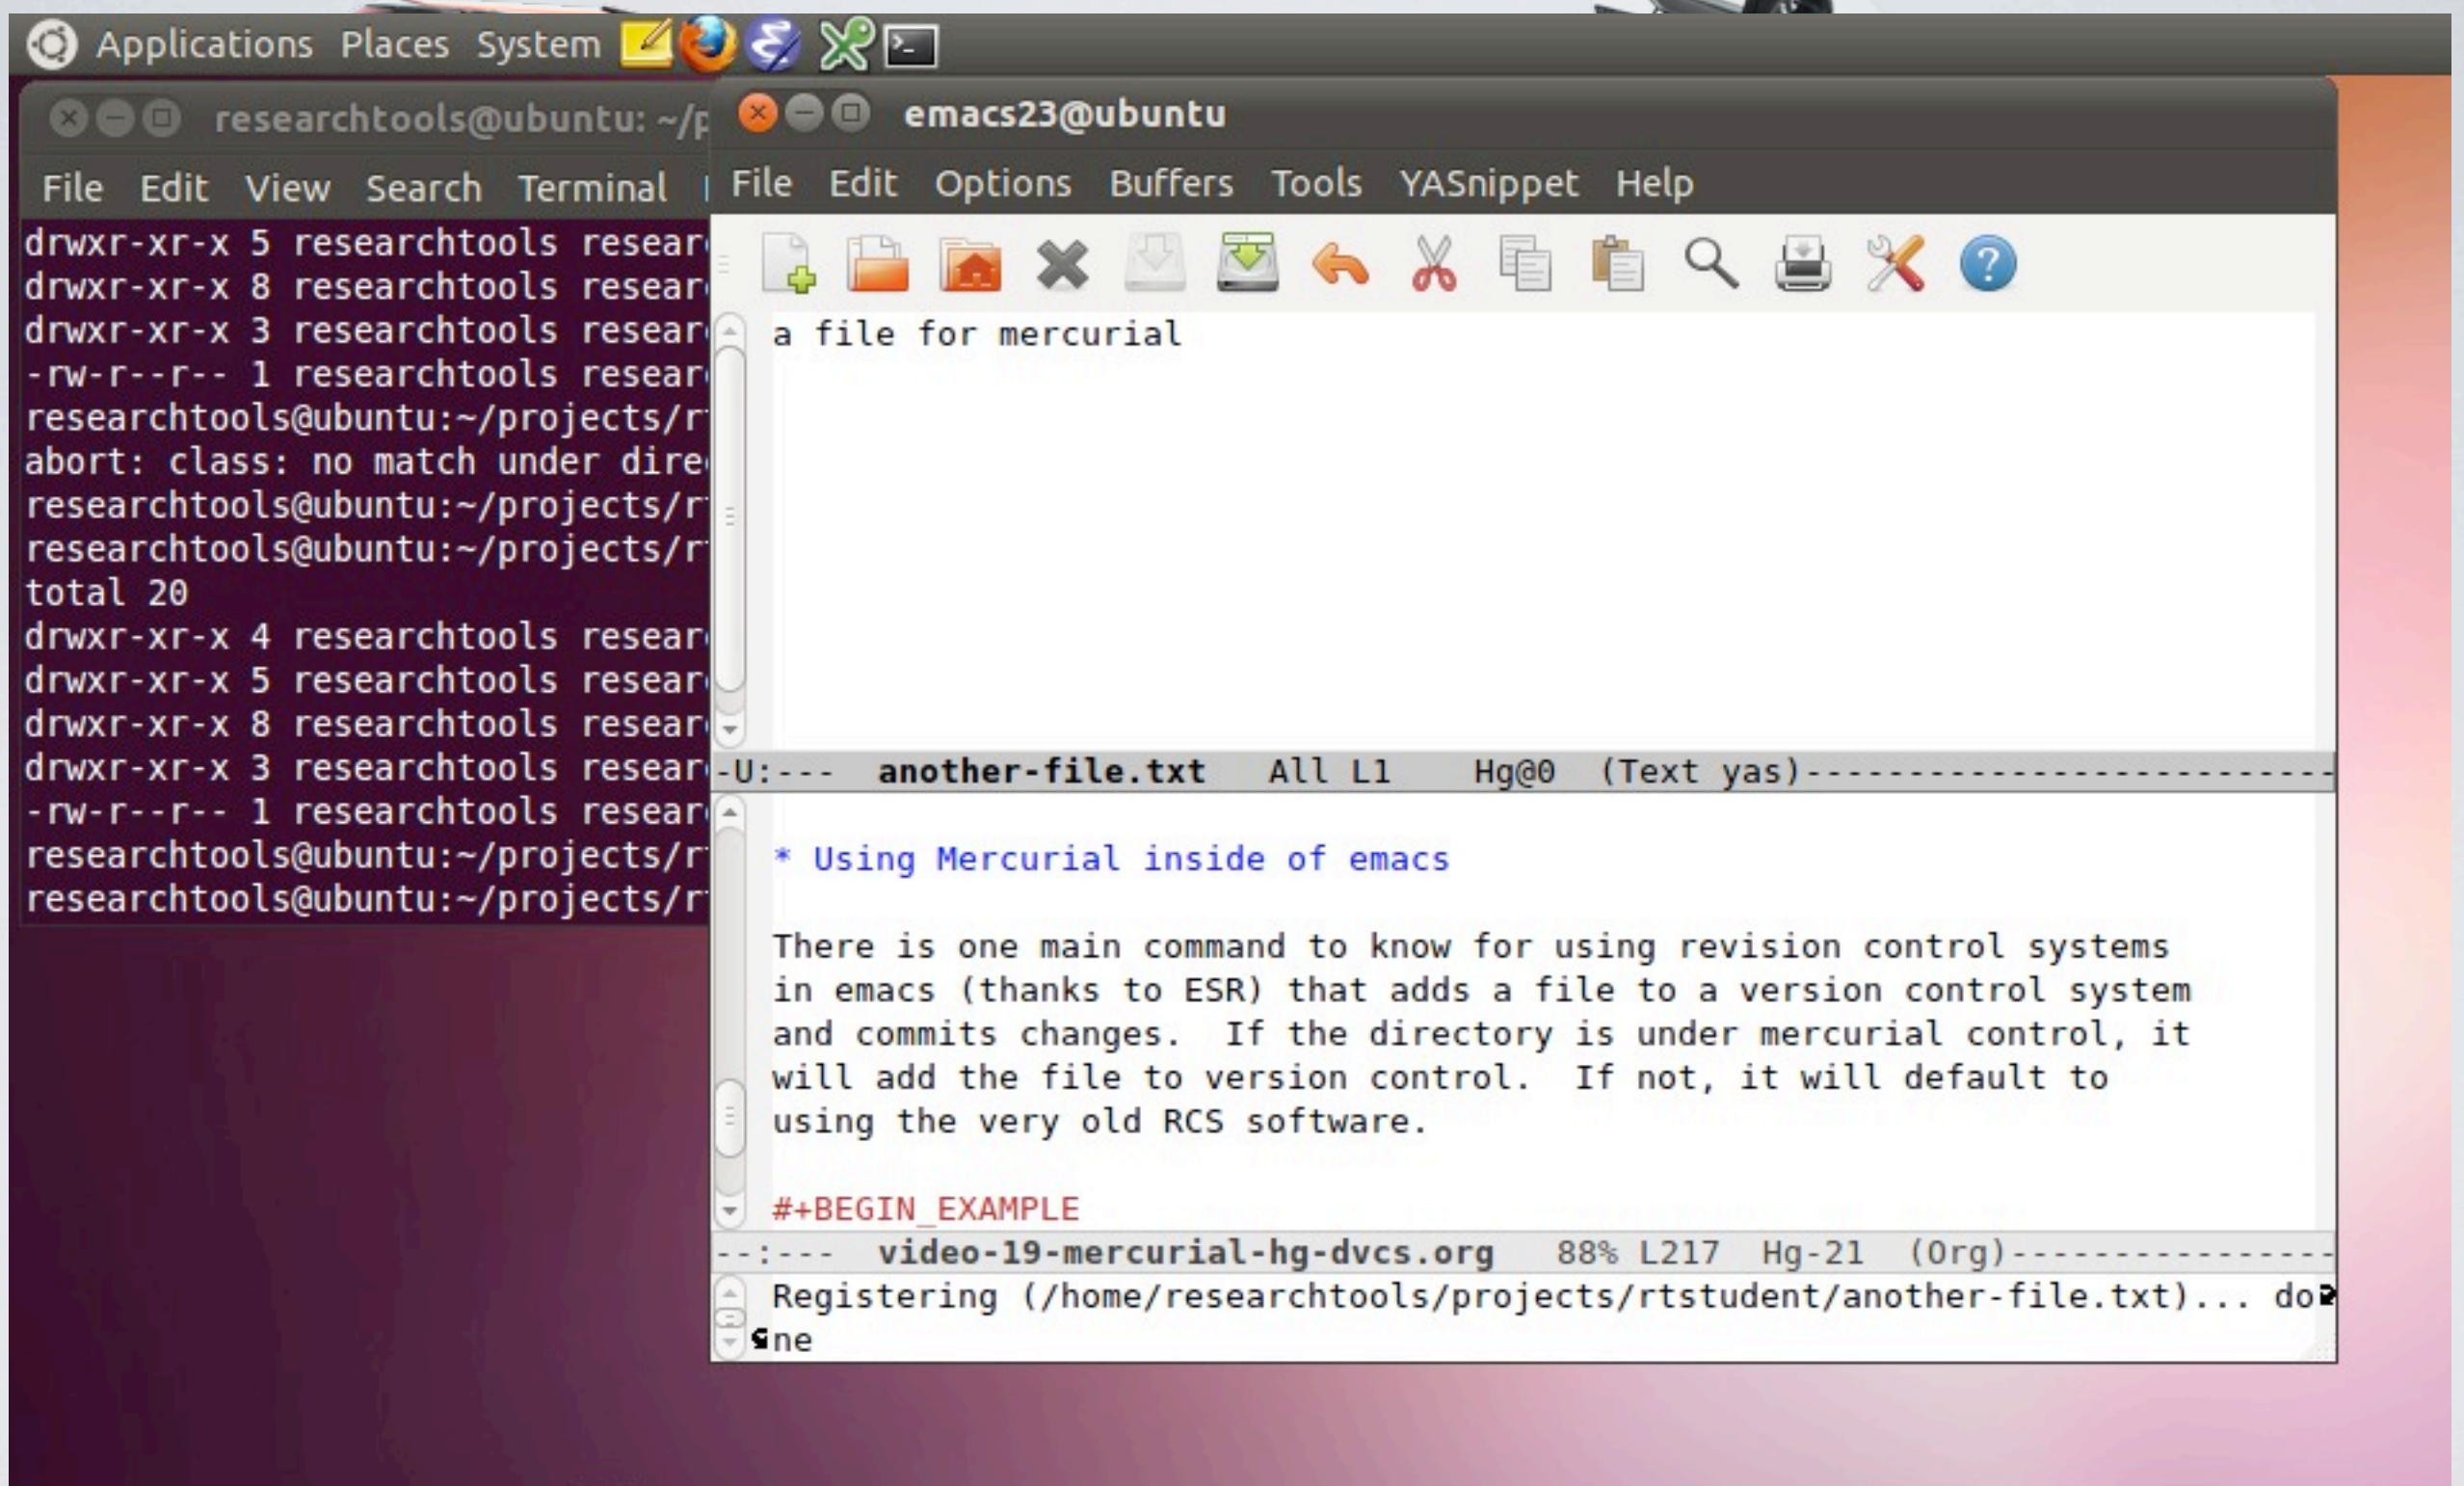 Applications Places System
researchtools@ubuntu: ~/p
File Edit View Search Terminal
drwxr-xr-x 5 researchtools resear
drwxr-xr-x 8 researchtools resear
drwxr-xr-x 3 researchtools resear
-rw-r--r-- 1 researchtools resear
researchtools@ubuntu:~/projects/r
abort: class: no match under dire
researchtools@ubuntu:~/projects/r
researchtools@ubuntu:~/projects/r
total 20
drwxr-xr-x 4 researchtools resear
drwxr-xr-x 5 researchtools resear
drwxr-xr-x 8 researchtools resear
drwxr-xr-x 3 researchtools resear
-rw-r--r-- 1 researchtools resear
researchtools@ubuntu:~/projects/r
researchtools@ubuntu:~/projects/r
emacs23@ubuntu
File Edit Options Buffers Tools YASnippet Help
a file for mercurial
-U:--- another-file.txt All L1 Hg@0 (Text yas)--------------------------
* Using Mercurial inside of emacs
There is one main command to know for using revision control systems
in emacs (thanks to ESR) that adds a file to a version control system
and commits changes.  If the directory is under mercurial control, it
will add the file to version control.  If not, it will default to
using the very old RCS software.
#+BEGIN_EXAMPLE
--:--- video-19-mercurial-hg-dvcs.org 88% L217 Hg-21 (Org)----------------
Registering (/home/researchtools/projects/rtstudent/another-file.txt)... do
ne